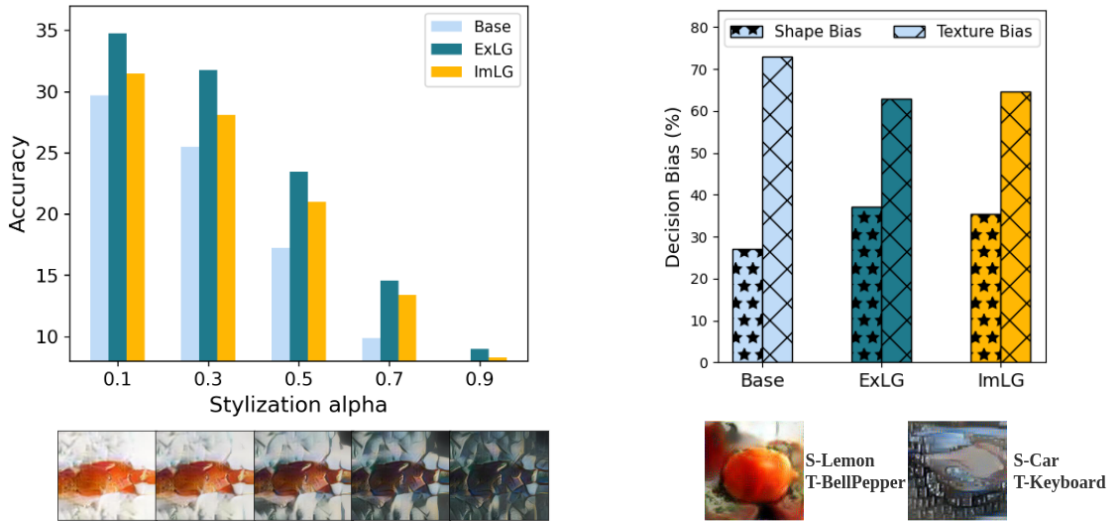 Base
ExLG
ImLG
35
30
25
20
15
10
Accuracy
0.1 0.3 0.5 0.7 0.9
Stylization alpha
Shape Bias Texture Bias
80
70
60
50
40
30
20
10
0
Decision Bias (%)
Base ExLG ImLG
S-Lemon
T-BellPepper
S-Car
T-Keyboard